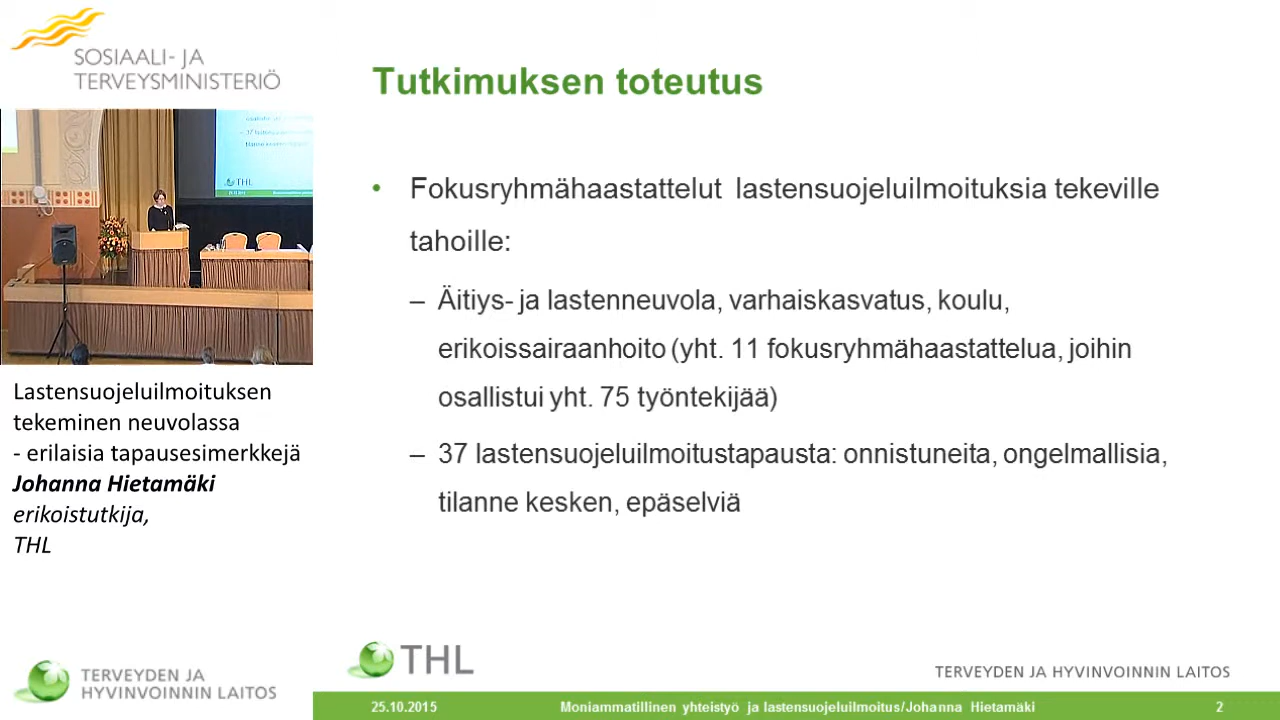 SOSIAALI- JA
TERVEYSMINISTERIÖ
Tutkimuksen toteutus
• Fokusryhmähaastattelut lastensuojeluilmoituksia tekeville
tahoille:
– Äitiys- ja lastenneuvola, varhaiskasvatus, koulu,
erikoissairaanhoito (yht. 11 fokusryhmähaastattelua, joihin
osallistui yht. 75 työntekijää)
– 37 lastensuojeluilmoitustapausta: onnistuneita, ongelmallisia,
tilanne kesken, epäselviä
THL
Lastensuojeluilmoituksen
tekeminen neuvolassa
- erilaisia tapausesimerkkejä
Johanna Hietamäki
erikoistutkija,
THL
TERVEYDEN JA
HYVINVOINNIN LAITOS
THL
TERVEYDEN JA HYVINVOINNIN LAITOS
25.10.2015 Moniammatillinen yhteistyö ja lastensuojeluilmoitus/Johanna Hietamäki 2